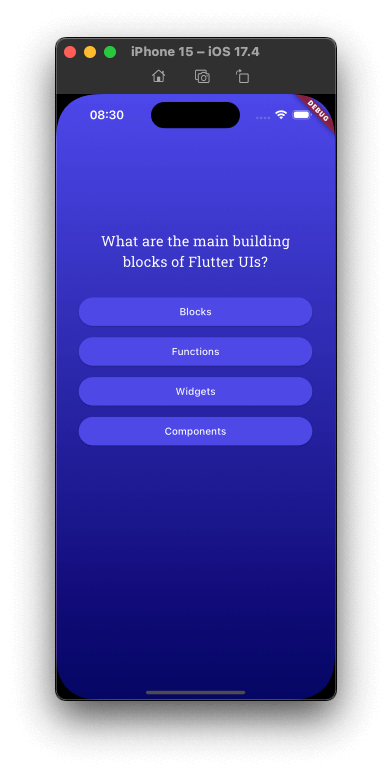 iPhone 15 – iOS 17.4
08:30
DEBUG
What are the main building
blocks of Flutter UIs?
Blocks
Functions
Widgets
Components